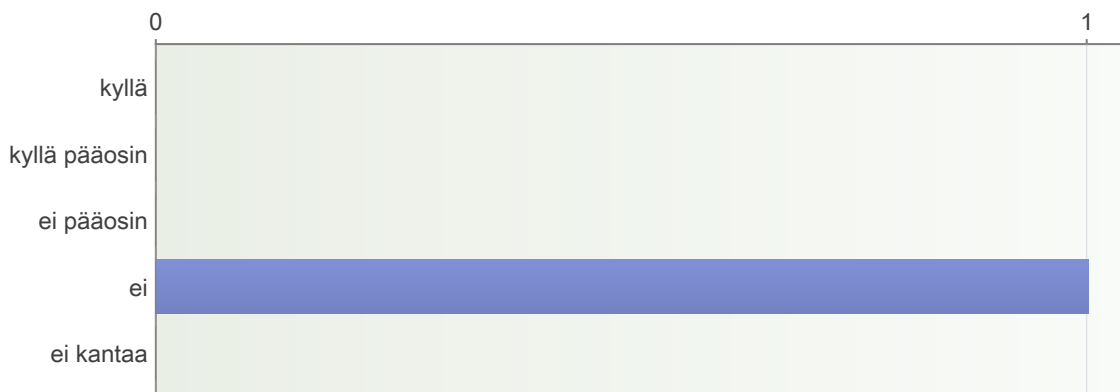 0 1
kyllä
kyllä pääosin
ei pääosin
ei
ei kantaa